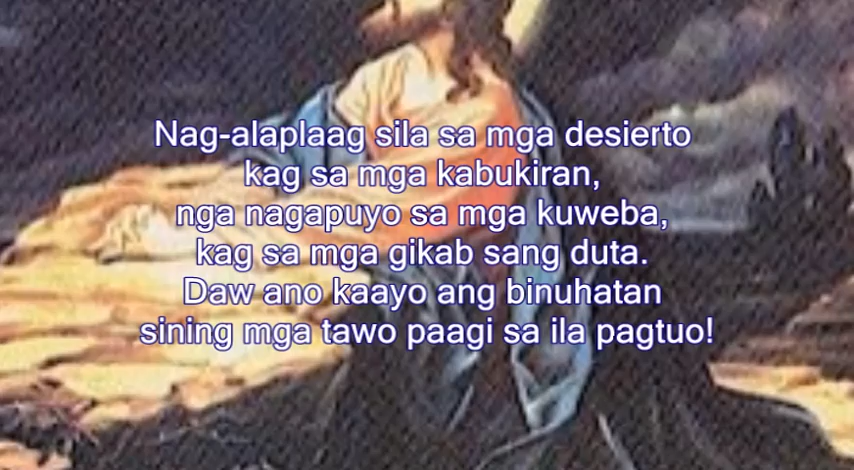 Nag-alaplaag sila sa mga desierto
kag sa mga kabukiran,
nga nagapuyo sa mga kuweba,
kag sa mga gikab sang duta.
Daw ano kaayo ang binuhatan
sining mga tawo paagi sa ila pagtuo!